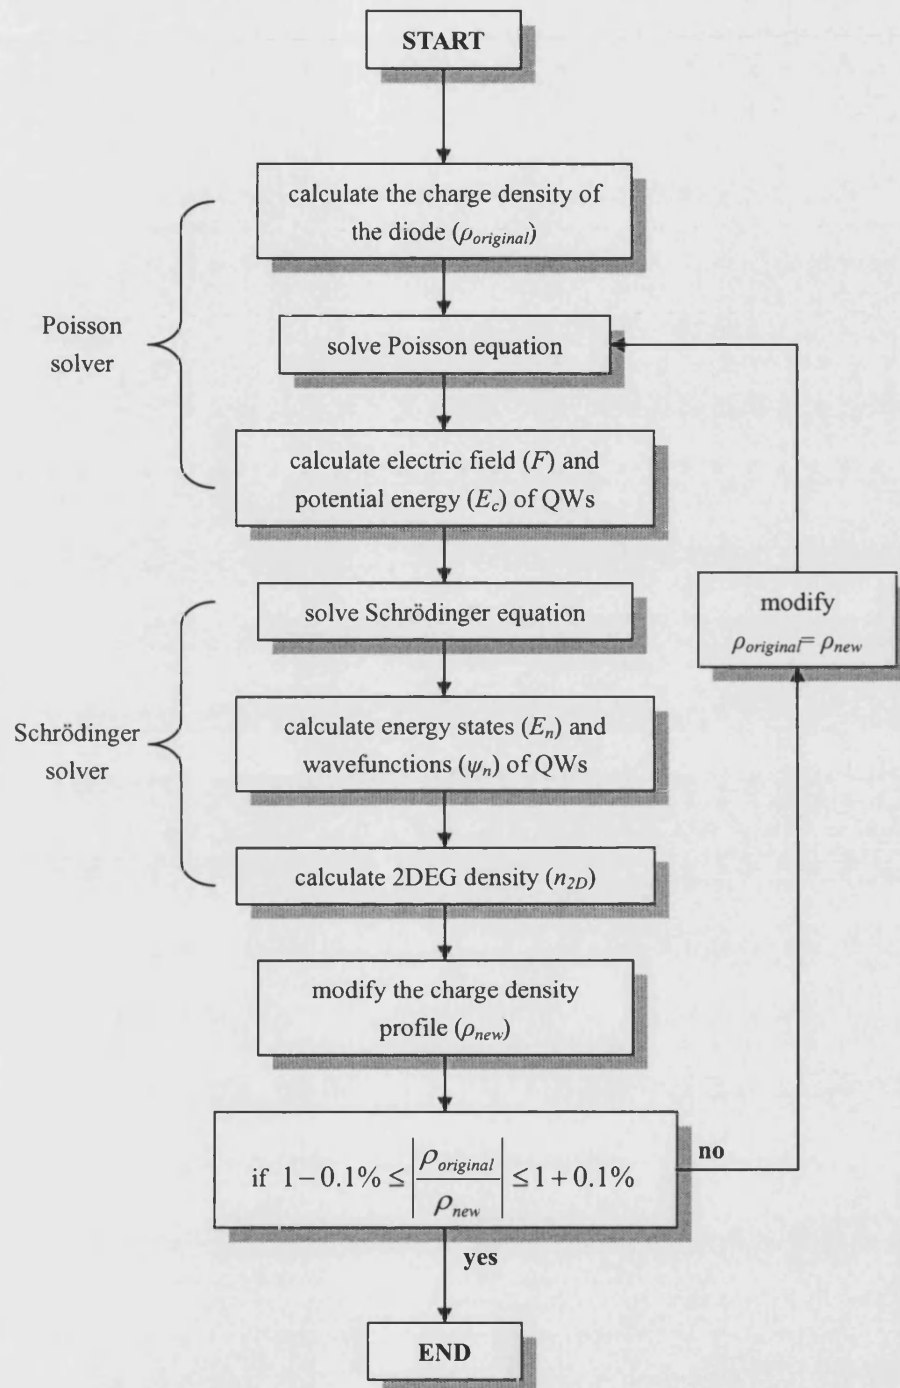 START
calculate the charge density of
the diode (ρoriginal)
Poisson
solver
solve Poisson equation
calculate electric field (F) and
potential energy (Ec) of QWs
solve Schrödinger equation
modify
ρoriginal= ρnew
Schrödinger
solver
calculate energy states (En) and
wavefunctions (ψn) of QWs
calculate 2DEG density (n2D)
modify the charge density
profile (ρnew)
if 1−0.1% ≤ |ρoriginal / ρnew| ≤ 1+0.1%
no
yes
END